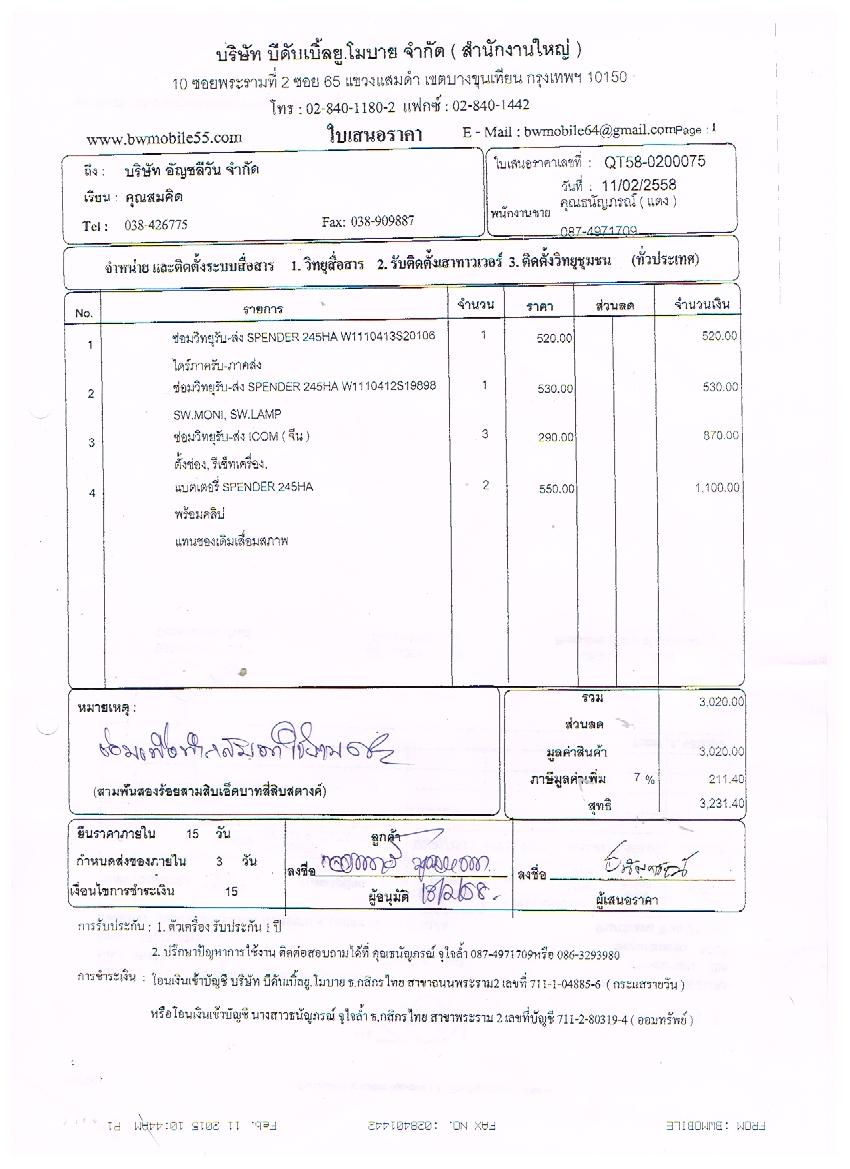 บริษัท บีดับเบิ้ลยู.โมบาย จำกัด ( สำนักงานใหญ่ )
10 ซอยพระรามที่ 2 ซอย 65 แขวงแสมดำ เขตบางขุนเทียน กรุงเทพฯ 10150
โทร : 02-840-1180-2 แฟกซ์ : 02-840-1442
www.bwmobile55.com ใบเสนอราคา E - Mail : bwmobile64@gmail.com Page : 1
ถึง : บริษัท อัญชลีวัน จำกัด ใบเสนอราคาเลขที่ : QT58-0200075
เรียน : คุณสมคิด วันที่ : 11/02/2558
พนักงานขาย คุณธนัญภรณ์ ( แตง )
Tel : 038-426775 Fax: 038-909887 087-4971709
จำหน่าย และติดตั้งระบบสื่อสาร 1. วิทยุสื่อสาร 2. รับติดตั้งเสาทาวเวอร์ 3. ติดตั้งวิทยุชุมชน (ทั่วประเทศ)
No. รายการ จำนวน ราคา ส่วนลด จำนวนเงิน
1 ซ่อมวิทยุรับ-ส่ง SPENDER 245HA W1110413S20106 1 520.00 520.00
ไดร์ภาครับ-ภาคส่ง
2 ซ่อมวิทยุรับ-ส่ง SPENDER 245HA W1110412S19898 1 530.00 530.00
SW.MONI, SW.LAMP
3 ซ่อมวิทยุรับ-ส่ง ICOM ( จีน ) 3 290.00 870.00
ตั้งช่อง, รีเซ็ทเครื่อง.
4 แบตเตอรี่ SPENDER 245HA 2 550.00 1,100.00
พร้อมคลิป
แทนของเดิมเสื่อมสภาพ
หมายเหตุ :
(สามพันสองร้อยสามสิบเอ็ดบาทสี่สิบสตางค์)
รวม 3,020.00
ส่วนลด
มูลค่าสินค้า 3,020.00
ภาษีมูลค่าเพิ่ม 7 % 211.40
สุทธิ 3,231.40
ยืนราคาภายใน 15 วัน ลูกค้า
กำหนดส่งของภายใน 3 วัน ลงชื่อ ลงชื่อ
เงื่อนไขการชำระเงิน 15 ผู้อนุมัติ 18/2/58. ผู้เสนอราคา
การรับประกัน : 1. ตัวเครื่อง รับประกัน 1 ปี
2. ปรึกษาปัญหาการใช้งาน ติดต่อสอบถามได้ที่ คุณธนัญภรณ์ จูใจล้ำ 087-4971709หรือ 086-3293980
การชำระเงิน : โอนเงินเข้าบัญชี บริษัท บีดับเบิ้ลยู.โมบาย ธ.กสิกรไทย สาขาถนนพระราม2 เลขที่ 711-1-04885-6 ( กระแสรายวัน )
หรือโอนเงินเข้าบัญชี นางสาวธนัญภรณ์ จูใจล้ำ ธ.กสิกรไทย สาขาพระราม 2 เลขที่บัญชี 711-2-80319-4 ( ออมทรัพย์ )
FROM : BWMOBILE FAX NO. :028401442 Feb. 11 2015 10:44AM P1